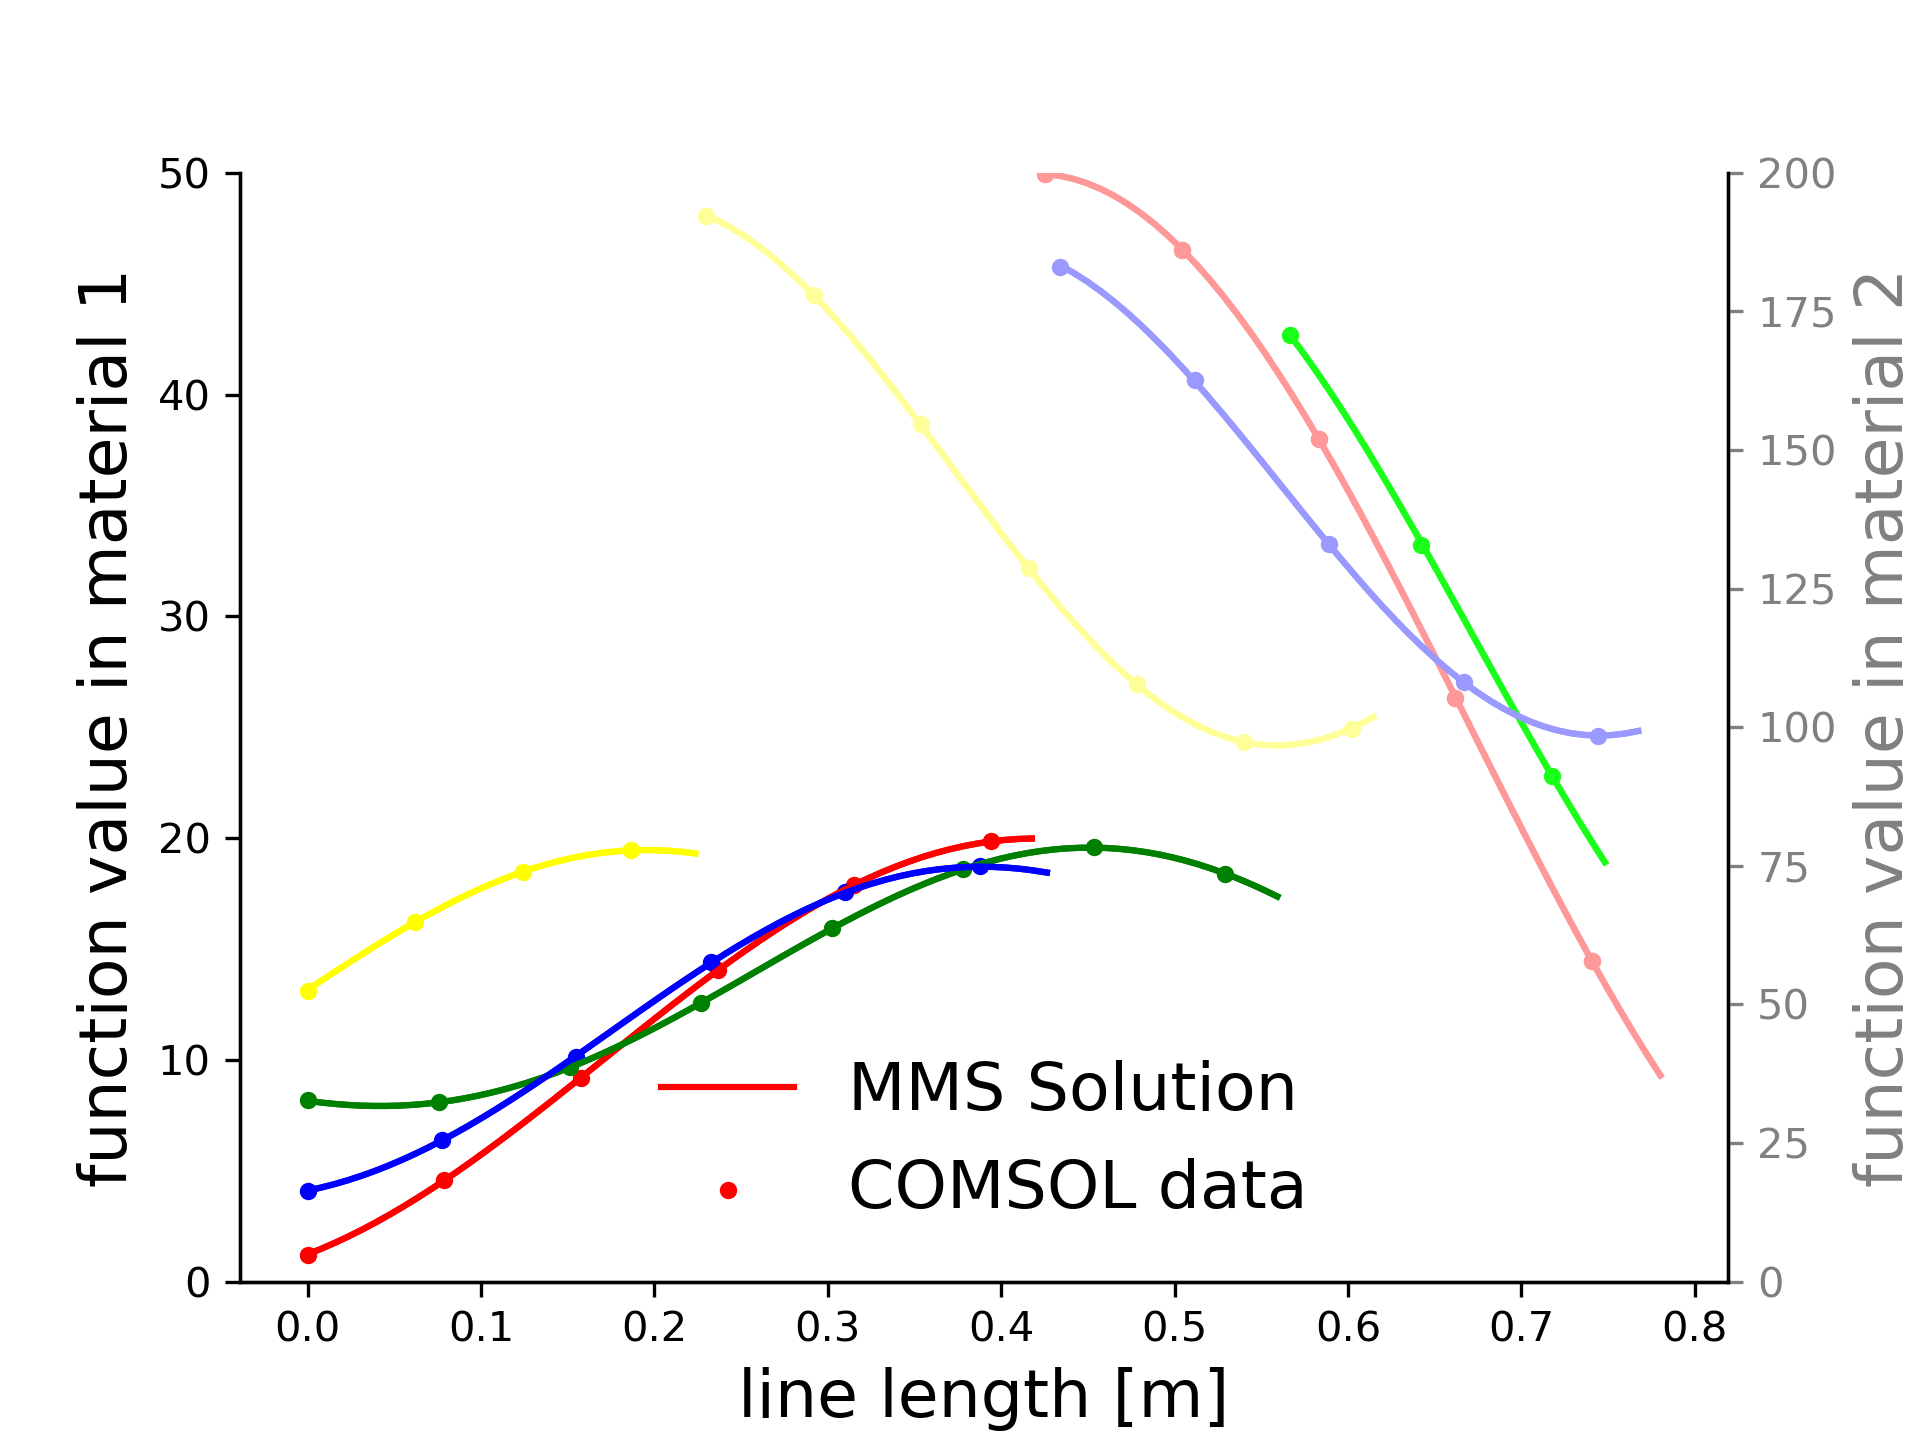 function value in material 1
50
40
30
20
10
0
MMS Solution
COMSOL data
200
175
150
125
100
75
50
25
0
function value in material 2
0.0 0.1 0.2 0.3 0.4 0.5 0.6 0.7 0.8
line length [m]